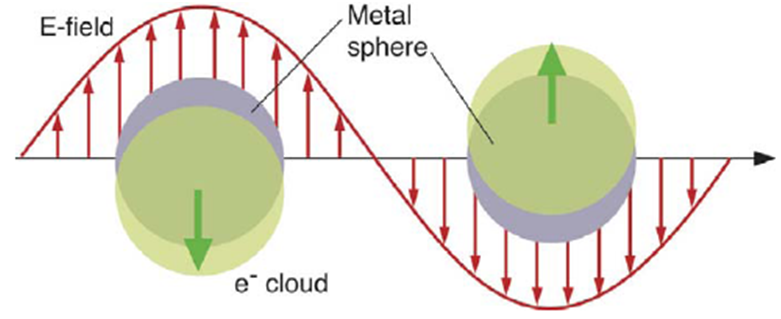 E-field
Metal
sphere
e⁻ cloud